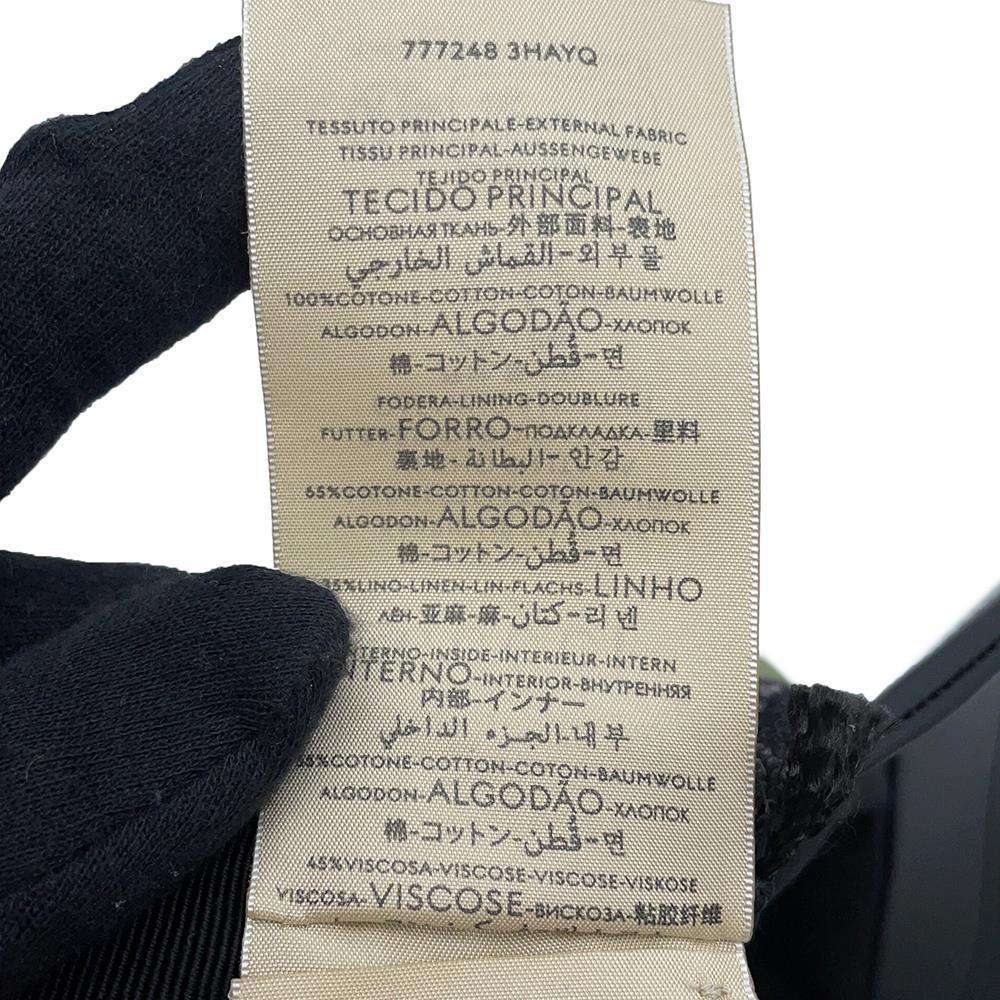 777248 3HAYQ
TESSUTO PRINCIPALE-EXTERNAL FABRIC
TISSU PRINCIPAL-AUSSENGEWEBE
TEJIDO PRINCIPAL
TECIDO PRINCIPAL
ОСНОВНАЯ ТКАНЬ-外部面料-表地
القماش الخارجي-외부물
100%COTONE-COTTON-COTON-BAUMWOLLE
ALGODON-ALGODÃO-ХЛОПОК
棉-コットン-قُطن-면
FODERA-LINING-DOUBLURE
FUTTER-FORRO-ПОДКЛАДКА-里料
裏地-البطانة-안감
65%COTONE-COTTON-COTON-BAUMWOLLE
ALGODON-ALGODÃO-ХЛОПОК
棉-コットン-قُطن-면
35%LINO-LINEN-LIN-FLACHS-LINHO
ЛЕН-亚麻-麻-كتان-리넨
TERNO-INSIDE-INTERIEUR-INTERN
NTERNO-INTERIOR-ВНУТРЕННЯЯ
内部-インナー
الجزء الداخلي-내부
COTONE-COTTON-COTON-BAUMWOLLE
ALGODON-ALGODÃO-ХЛОПОК
棉-コットン-قُطن-면
45%VISCOSA-VISCOSE-VISCOSE-VISKOSE
VISCOSA-VISCOSE-ВИСКОЗА-粘胶纤维